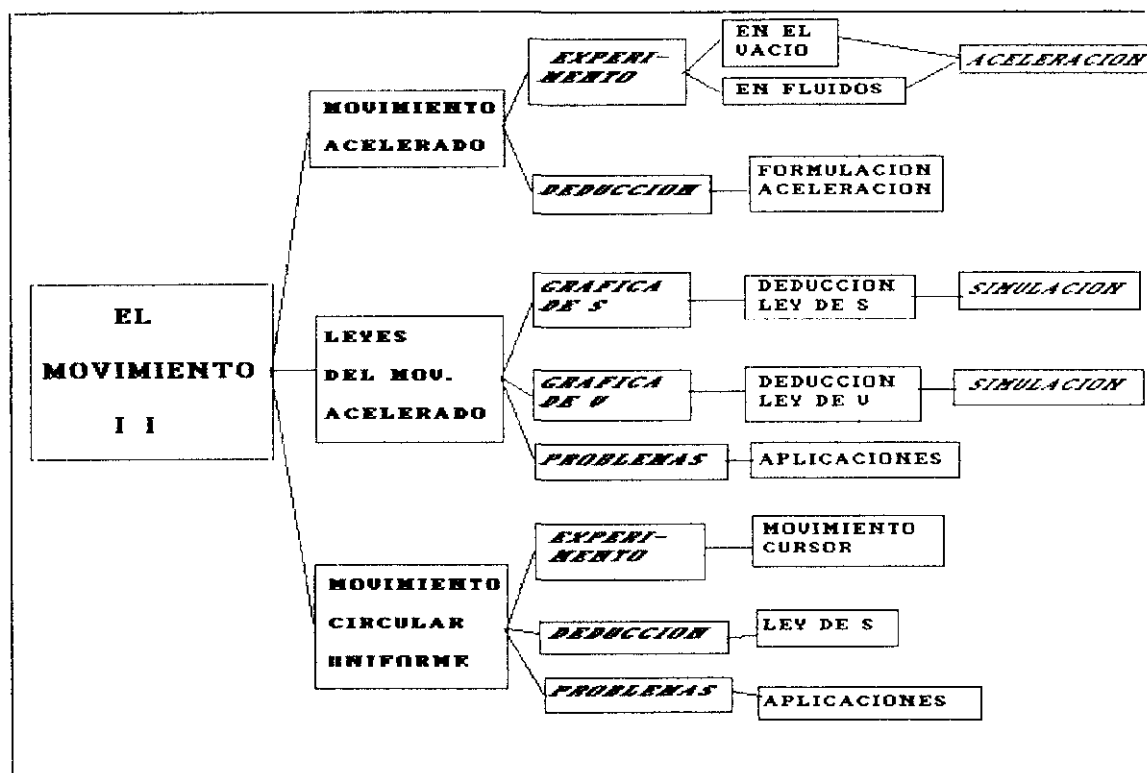 EL
MOVIMIENTO
I I
MOVIMIENTO
ACELERADO
EXPERI-
MENTO
EN EL
VACIO
EN FLUIDOS
ACELERACION
DEDUCCION
FORMULACION
ACELERACION
LEYES
DEL MOV.
ACELERADO
GRAFICA
DE S
DEDUCCION
LEY DE S
SIMULACION
GRAFICA
DE V
DEDUCCION
LEY DE V
SIMULACION
PROBLEMAS
APLICACIONES
MOVIMIENTO
CIRCULAR
UNIFORME
EXPERI-
MENTO
MOVIMIENTO
CURSOR
DEDUCCION
LEY DE S
PROBLEMAS
APLICACIONES